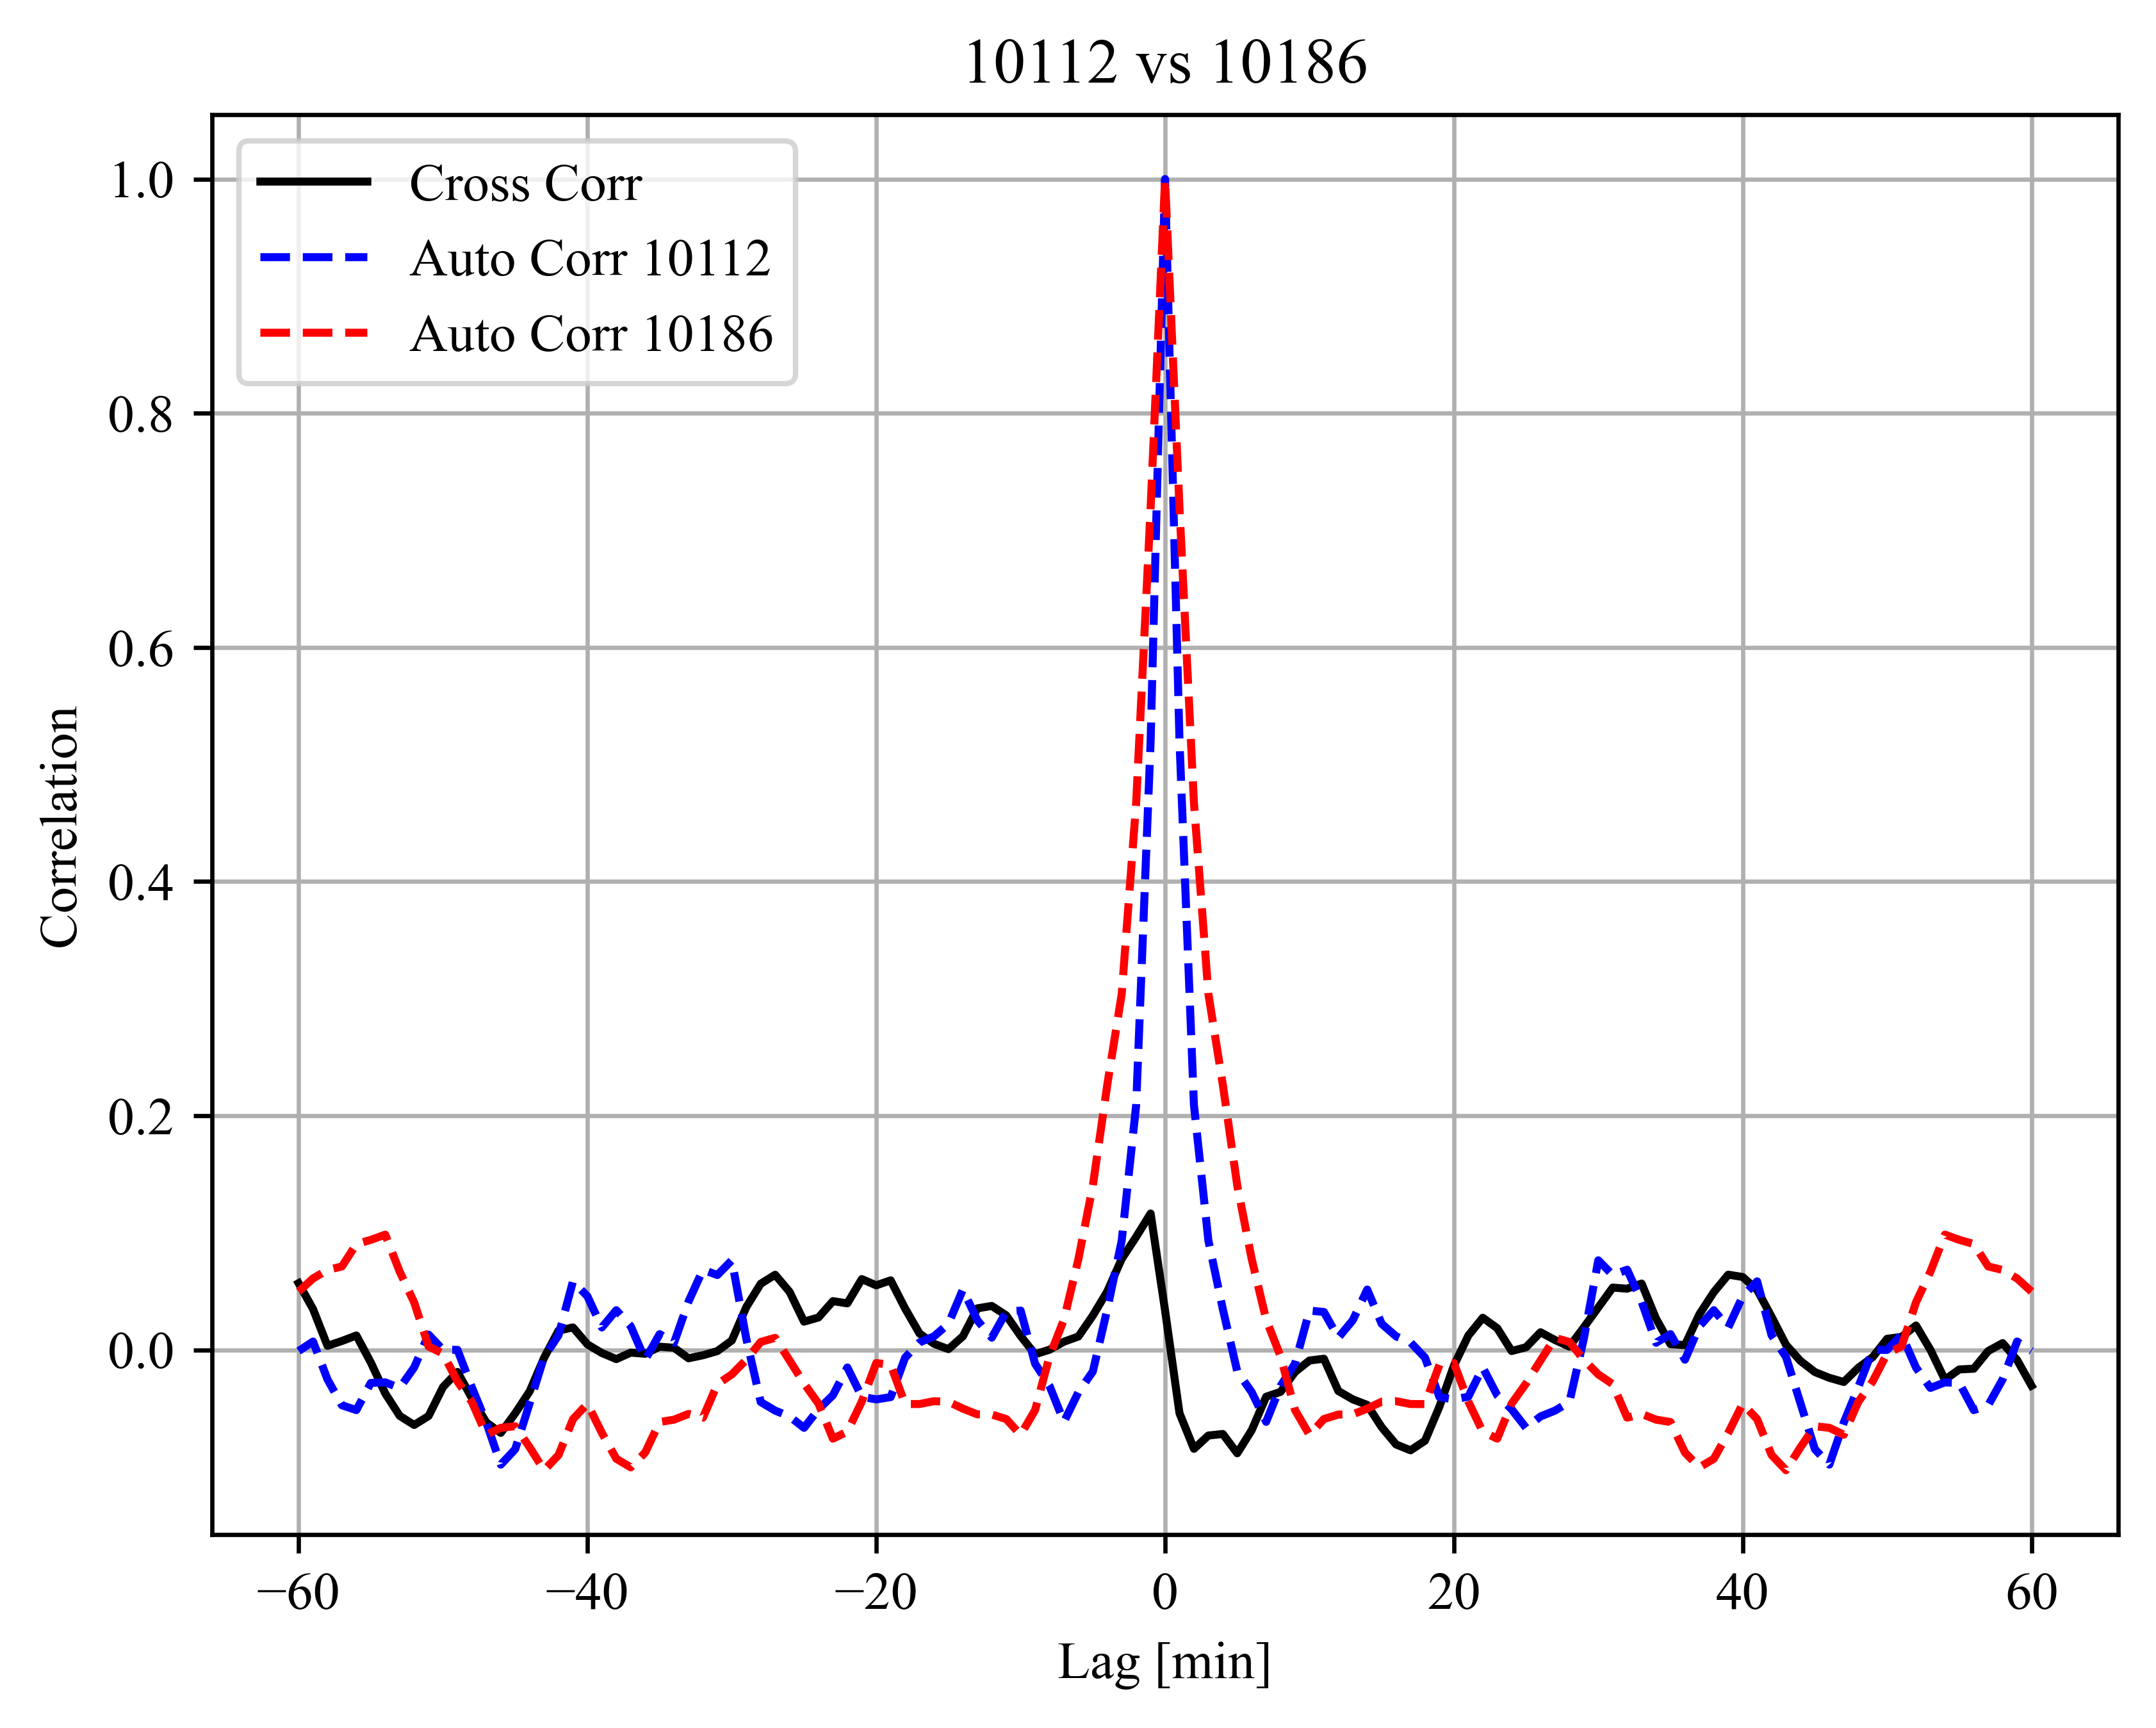 10112 vs 10186
Cross Corr
Auto Corr 10112
Auto Corr 10186
1.0
0.8
0.6
0.4
0.2
0.0
Correlation
−60
−40
−20
0
20
40
60
Lag [min]